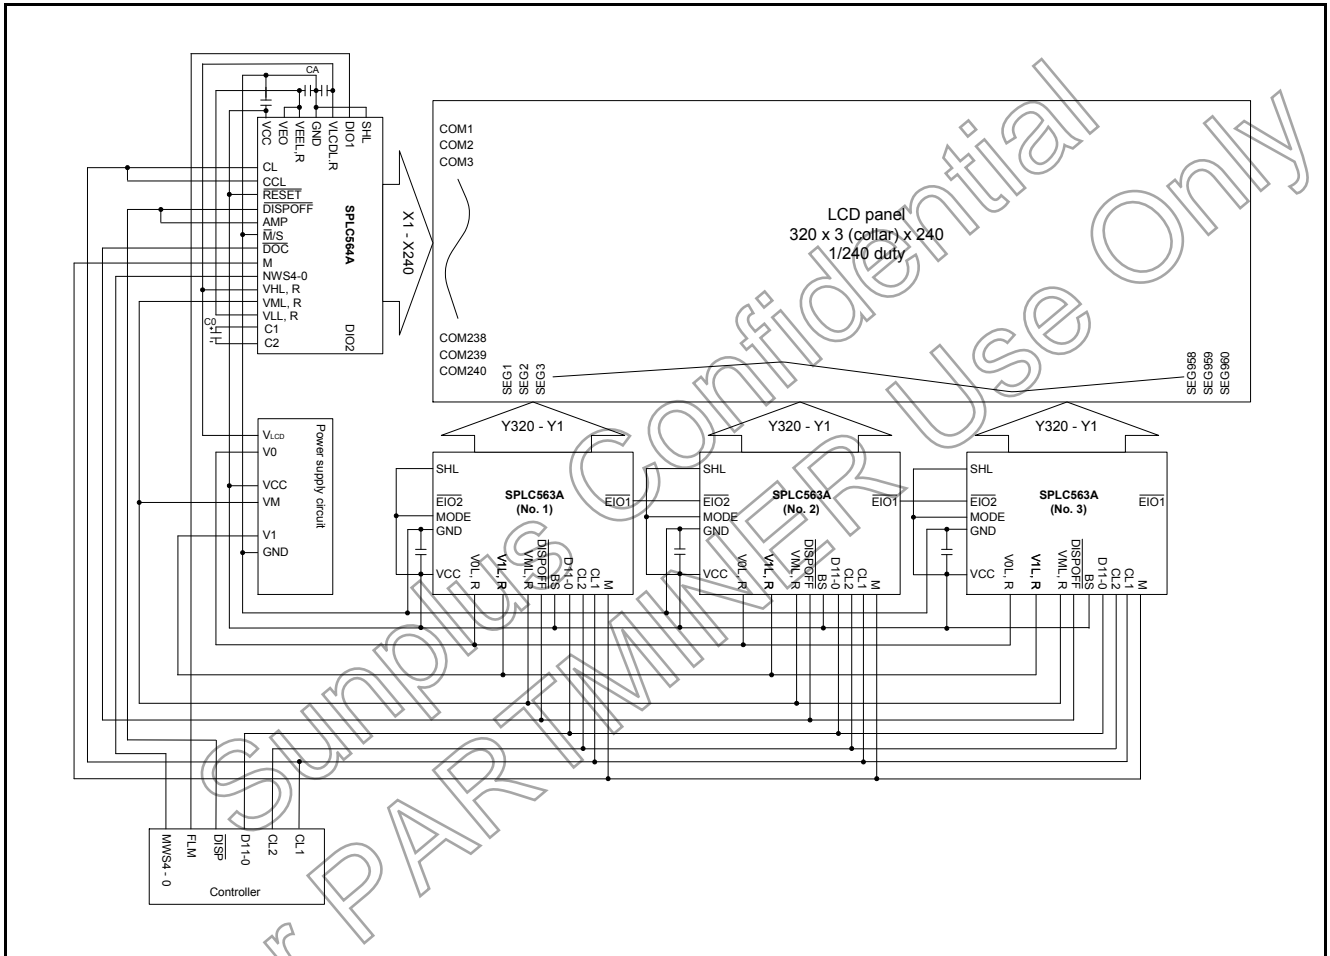 CA
VCC
VEO
VEEL,R
GND
VLCDL.R
DIO1
SHL
CL
CCL
RESET
DISPOFF
AMP
M/S
DOC
M
NWS4-0
VHL, R
VML, R
VLL, R
C1
C2
C0
+
-
SPLC564A
DIO2
X1 - X240
COM1
COM2
COM3
COM238
COM239
COM240
SEG1
SEG2
SEG3
LCD panel
320 x 3 (collar) x 240
1/240 duty
SEG958
SEG959
SEG960
VLCD
V0
VCC
VM
V1
GND
Power supply circuit
Y320 - Y1
SHL
EIO2
MODE
GND
VCC
SPLC563A
(No. 1)
EIO1
V0L, R
V1L, R
VML, R
DISPOFF
BS
D11-0
CL2
CL1
M
Y320 - Y1
SHL
EIO2
MODE
GND
VCC
SPLC563A
(No. 2)
EIO1
V0L, R
V1L, R
VML, R
DISPOFF
BS
D11-0
CL2
CL1
M
Y320 - Y1
SHL
EIO2
MODE
GND
VCC
SPLC563A
(No. 3)
EIO1
V0L, R
V1L, R
VML, R
DISPOFF
BS
D11-0
CL2
CL1
M
MWS4 - 0
FLM
DISP
D11-0
CL2
CL1
Controller
Sunplus Confidential
r PARTMINER Use Only